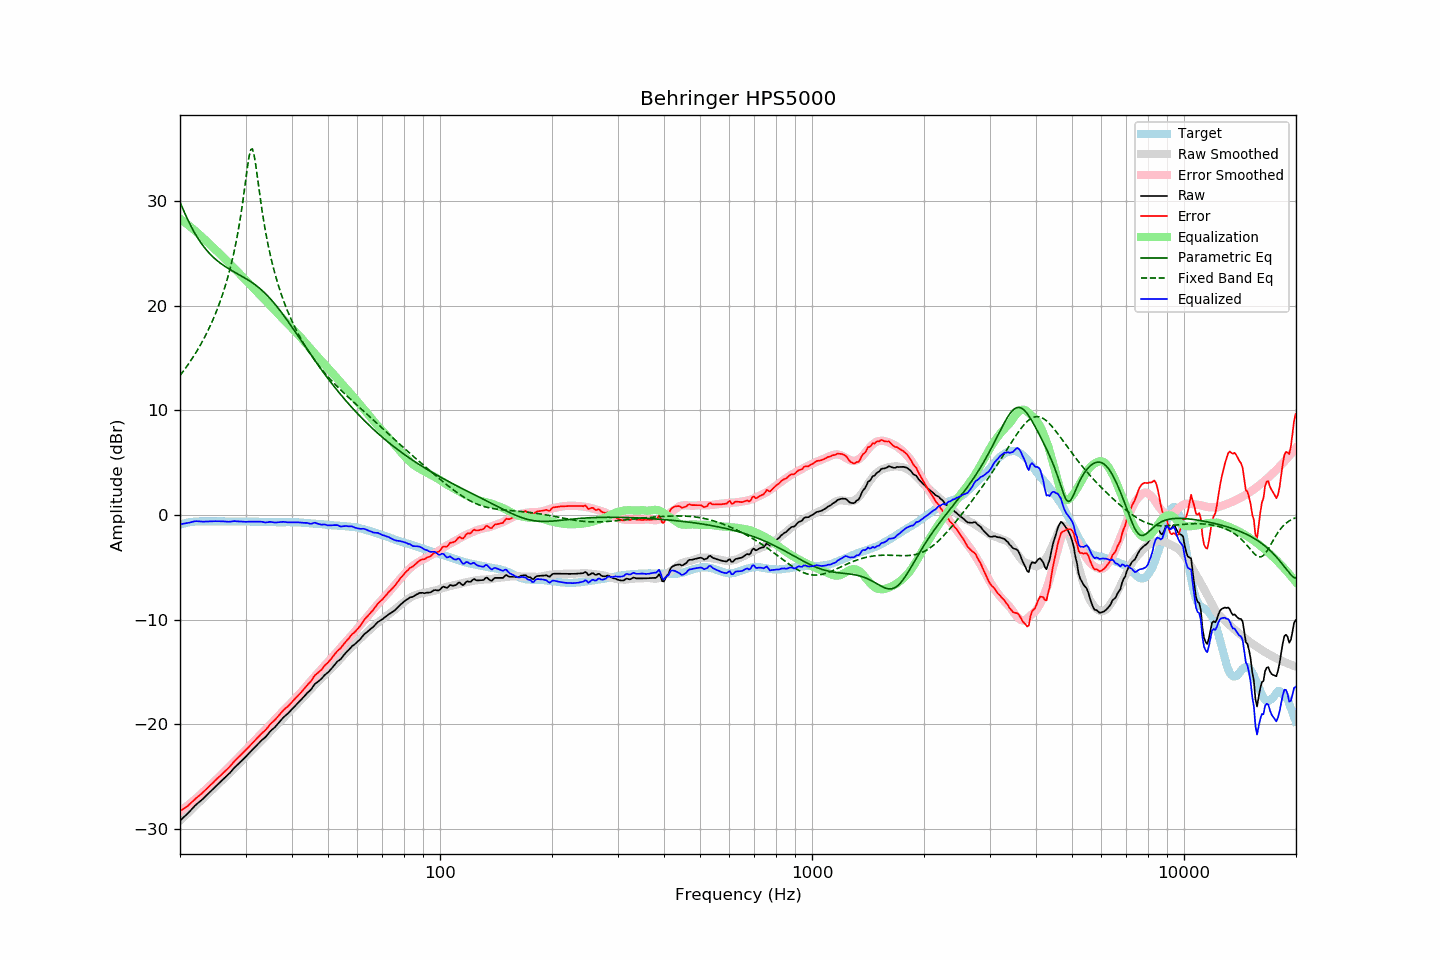 Behringer HPS5000
Target
Raw Smoothed
Error Smoothed
Raw
Error
Equalization
Parametric Eq
Fixed Band Eq
Equalized
Amplitude (dBr)
30
20
10
0
−10
−20
−30
100
1000
10000
Frequency (Hz)